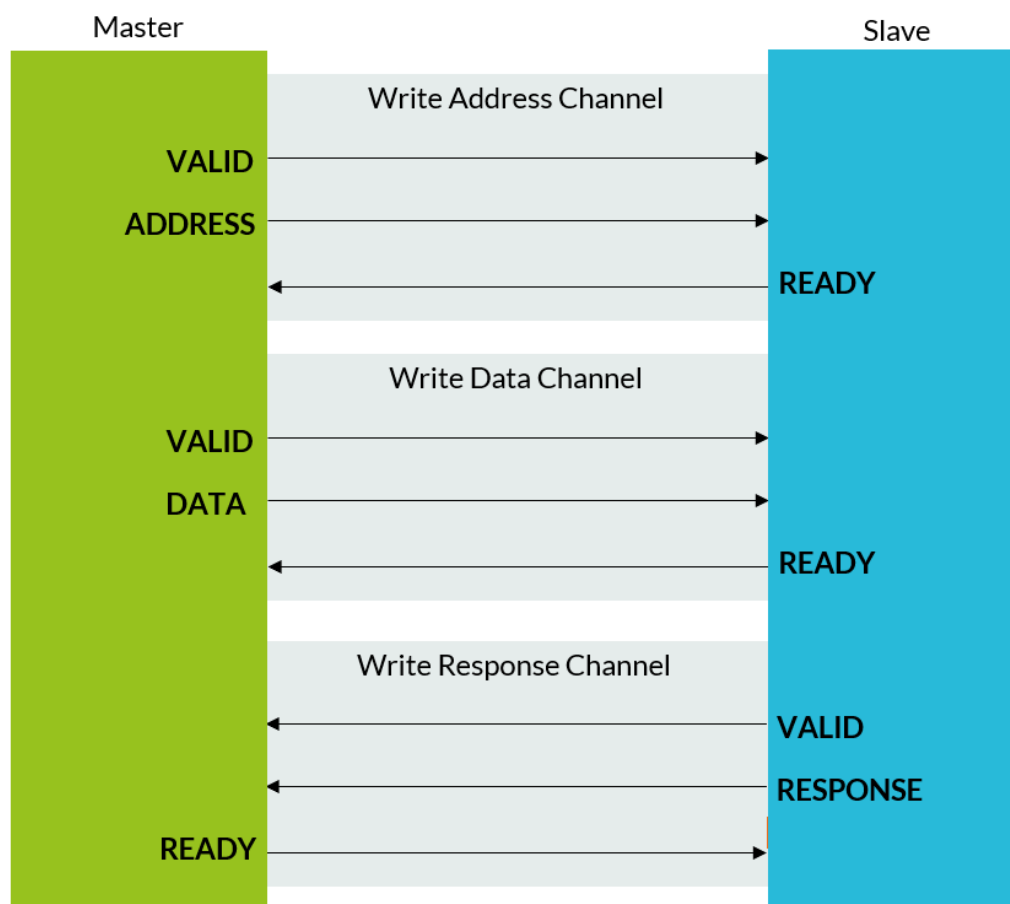 Master
Slave
Write Address Channel
VALID
ADDRESS
READY
Write Data Channel
VALID
DATA
READY
Write Response Channel
VALID
RESPONSE
READY